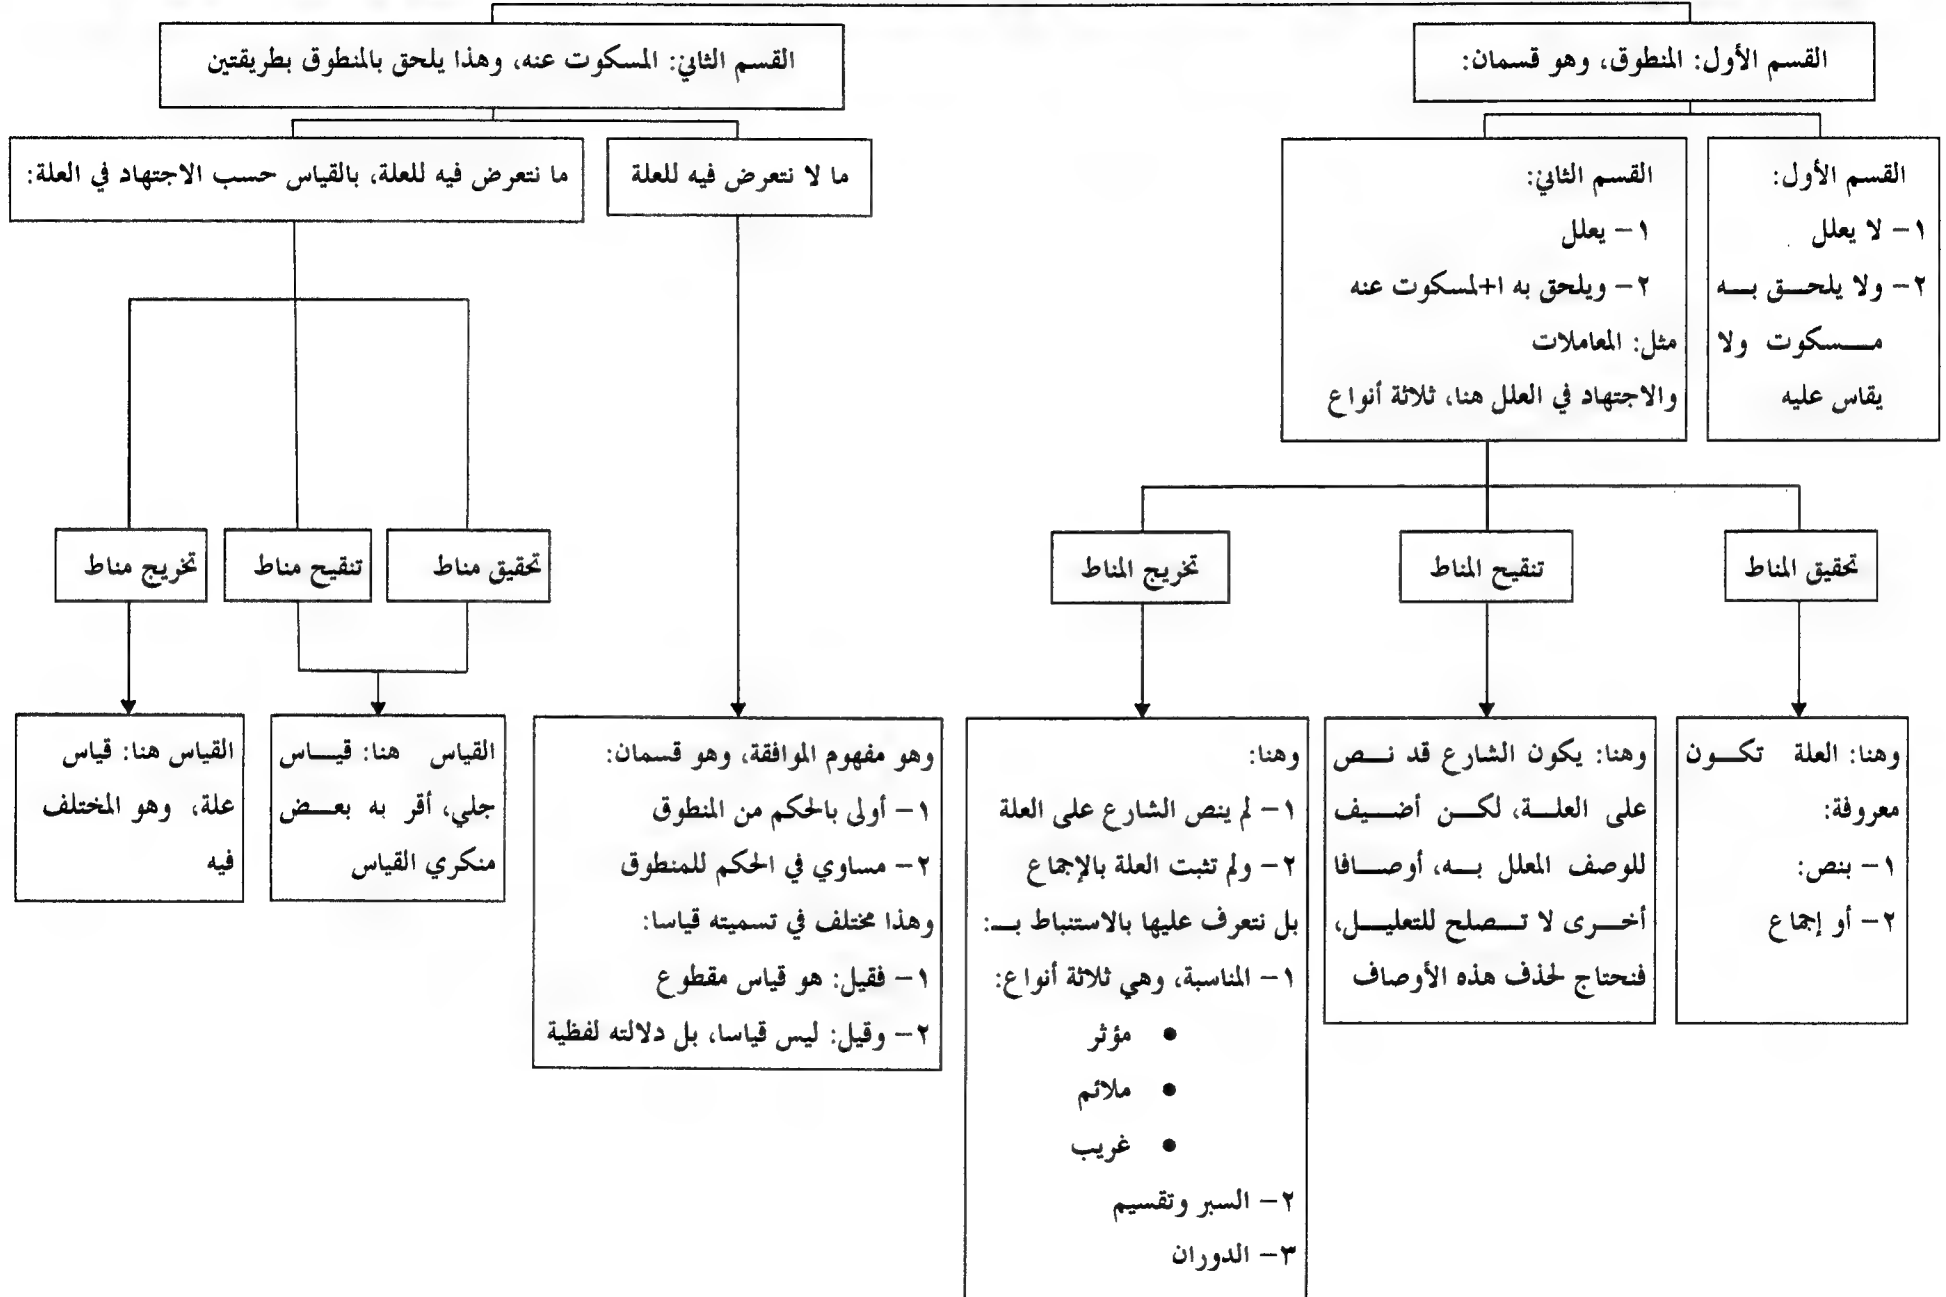 القسم الأول: المنطوق، وهو قسمان:
القسم الثاني: المسكوت عنه، وهذا يلحق بالمنطوق بطريقتين
القسم الأول:
١- لا يعلل
٢- ولا يلحق به
مسكوت ولا
يقاس عليه
القسم الثاني:
١- يعلل
٢- ويلحق به ا+لمسكوت عنه
مثل: المعاملات
والاجتهاد في العلل هنا، ثلاثة أنواع
ما لا نتعرض فيه للعلة
ما نتعرض فيه للعلة، بالقياس حسب الاجتهاد في العلة:
تحقيق المناط
تنقيح المناط
تخريج المناط
تحقيق مناط
تنقيح مناط
تخريج مناط
وهنا: العلة تكون
معروفة:
١- بنص:
٢- أو إجماع
وهنا: يكون الشارع قد نص
على العلة، لكن أضيف
للوصف المعلل به، أوصافا
أخرى لا تصلح للتعليل،
فنحتاج لحذف هذه الأوصاف
وهنا:
١- لم ينص الشارع على العلة
٢- ولم تثبت العلة بالإجماع
بل نتعرف عليها بالاستنباط بـ:
١- المناسبة، وهي ثلاثة أنواع:
• مؤثر
• ملائم
• غريب
٢- السبر وتقسيم
٣- الدوران
وهو مفهوم الموافقة، وهو قسمان:
١- أولى بالحكم من المنطوق
٢- مساوي في الحكم للمنطوق
وهذا مختلف في تسميته قياسا:
١- فقيل: هو قياس مقطوع
٢- وقيل: ليس قياسا، بل دلالته لفظية
القياس هنا: قياس
جلي، أقر به بعض
منكري القياس
القياس هنا: قياس
علة، وهو المختلف
فيه